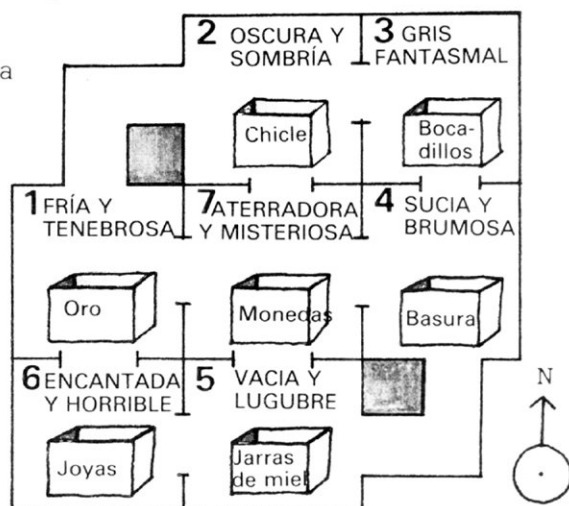 a
2 OSCURA Y
SOMBRÍA
3 GRIS
FANTASMAL
Chicle
Boca-
dillos
1 FRÍA Y
TENEBROSA
7 ATERRADORA
Y MISTERIOSA
4 SUCIA Y
BRUMOSA
Oro
Monedas
Basura
6 ENCANTADA
Y HORRIBLE
5 VACIA Y
LUGUBRE
N
Joyas
Jarras
de miel